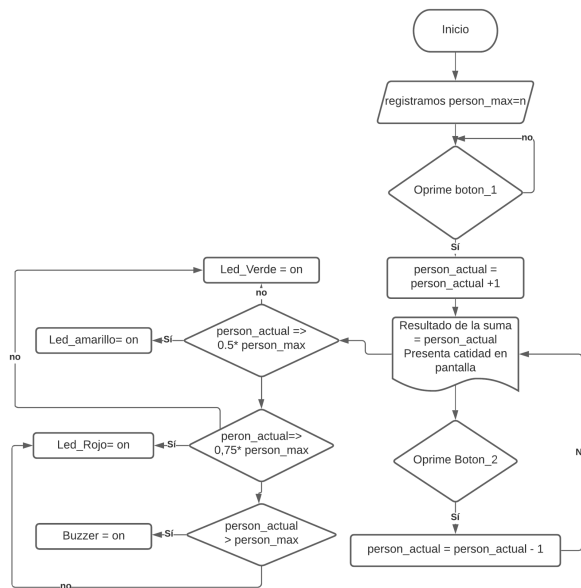 Inicio
registramos person_max=n
no
Oprime boton_1
Sí
person_actual =
person_actual +1
Resultado de la suma
= person_actual
Presenta catidad en
pantalla
Oprime Boton_2
Sí
person_actual = person_actual - 1
N
Led_Verde = on
no
person_actual =>
0.5* person_max
Sí
Led_amarillo= on
no
peron_actual=>
0,75* person_max
Sí
Led_Rojo= on
person_actual
> person_max
Sí
Buzzer = on
no